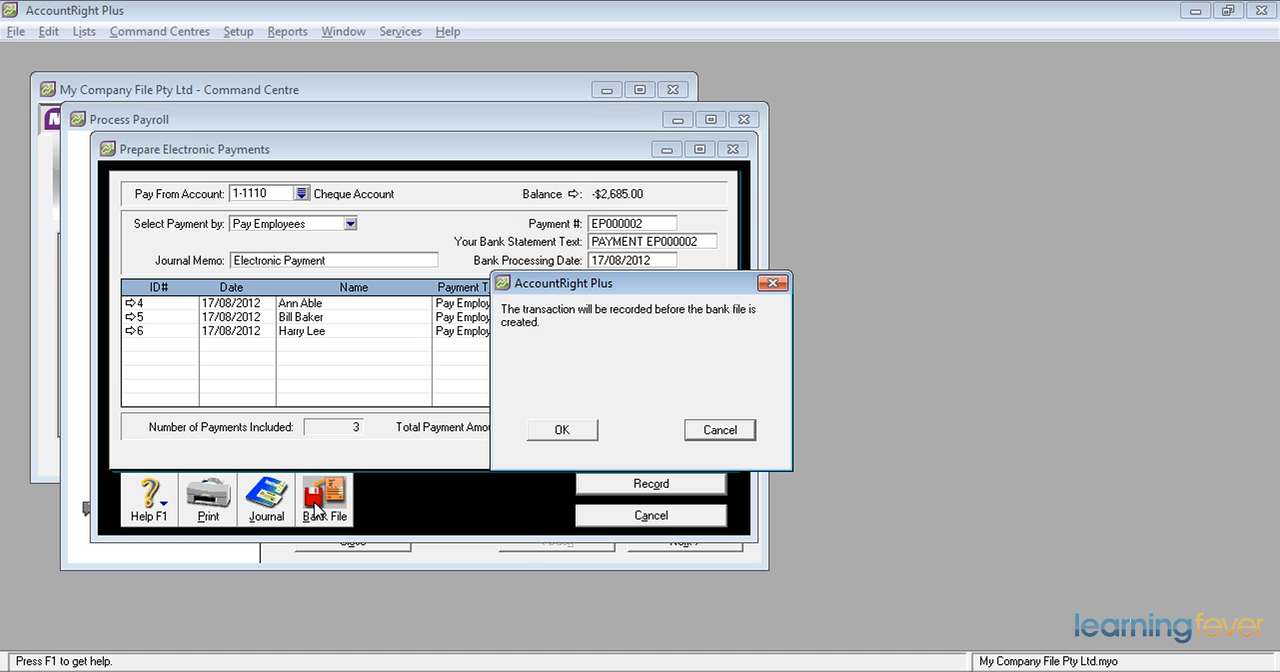 AccountRight Plus
File Edit Lists Command Centres Setup Reports Window Services Help
My Company File Pty Ltd - Command Centre
Process Payroll
Prepare Electronic Payments
Pay From Account: 1-1110 Cheque Account Balance -$2,685.00
Select Payment by: Pay Employees Payment #: EP000002
Your Bank Statement Text: PAYMENT EP000002
Journal Memo: Electronic Payment Bank Processing Date: 17/08/2012
ID# Date Name Payment T
4 17/08/2012 Ann Able Pay Employ
5 17/08/2012 Bill Baker Pay Employ
6 17/08/2012 Harry Lee Pay Employ
Number of Payments Included: 3 Total Payment Amou
AccountRight Plus
The transaction will be recorded before the bank file is
created.
OK Cancel
Record
Help F1 Print Journal Bank File Cancel
learningfever
Press F1 to get help. My Company File Pty Ltd.myo